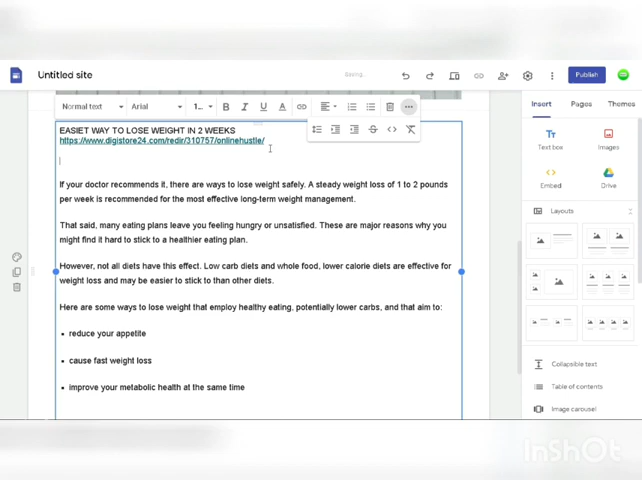 Untitled site
Saving...
Publish
Normal text
Arial
1...
B I U A
Insert Pages Themes
EASIET WAY TO LOSE WEIGHT IN 2 WEEKS
https://www.digistore24.com/redir/310757/onlinehustle/
If your doctor recommends it, there are ways to lose weight safely. A steady weight loss of 1 to 2 pounds
per week is recommended for the most effective long-term weight management.
That said, many eating plans leave you feeling hungry or unsatisfied. These are major reasons why you
might find it hard to stick to a healthier eating plan.
However, not all diets have this effect. Low carb diets and whole food, lower calorie diets are effective for
weight loss and may be easier to stick to than other diets.
Here are some ways to lose weight that employ healthy eating, potentially lower carbs, and that aim to:
• reduce your appetite
• cause fast weight loss
• improve your metabolic health at the same time
Tт
Text box
Images
Embed
Drive
Layouts
Collapsible text
Table of contents
Image carousel
InShOt